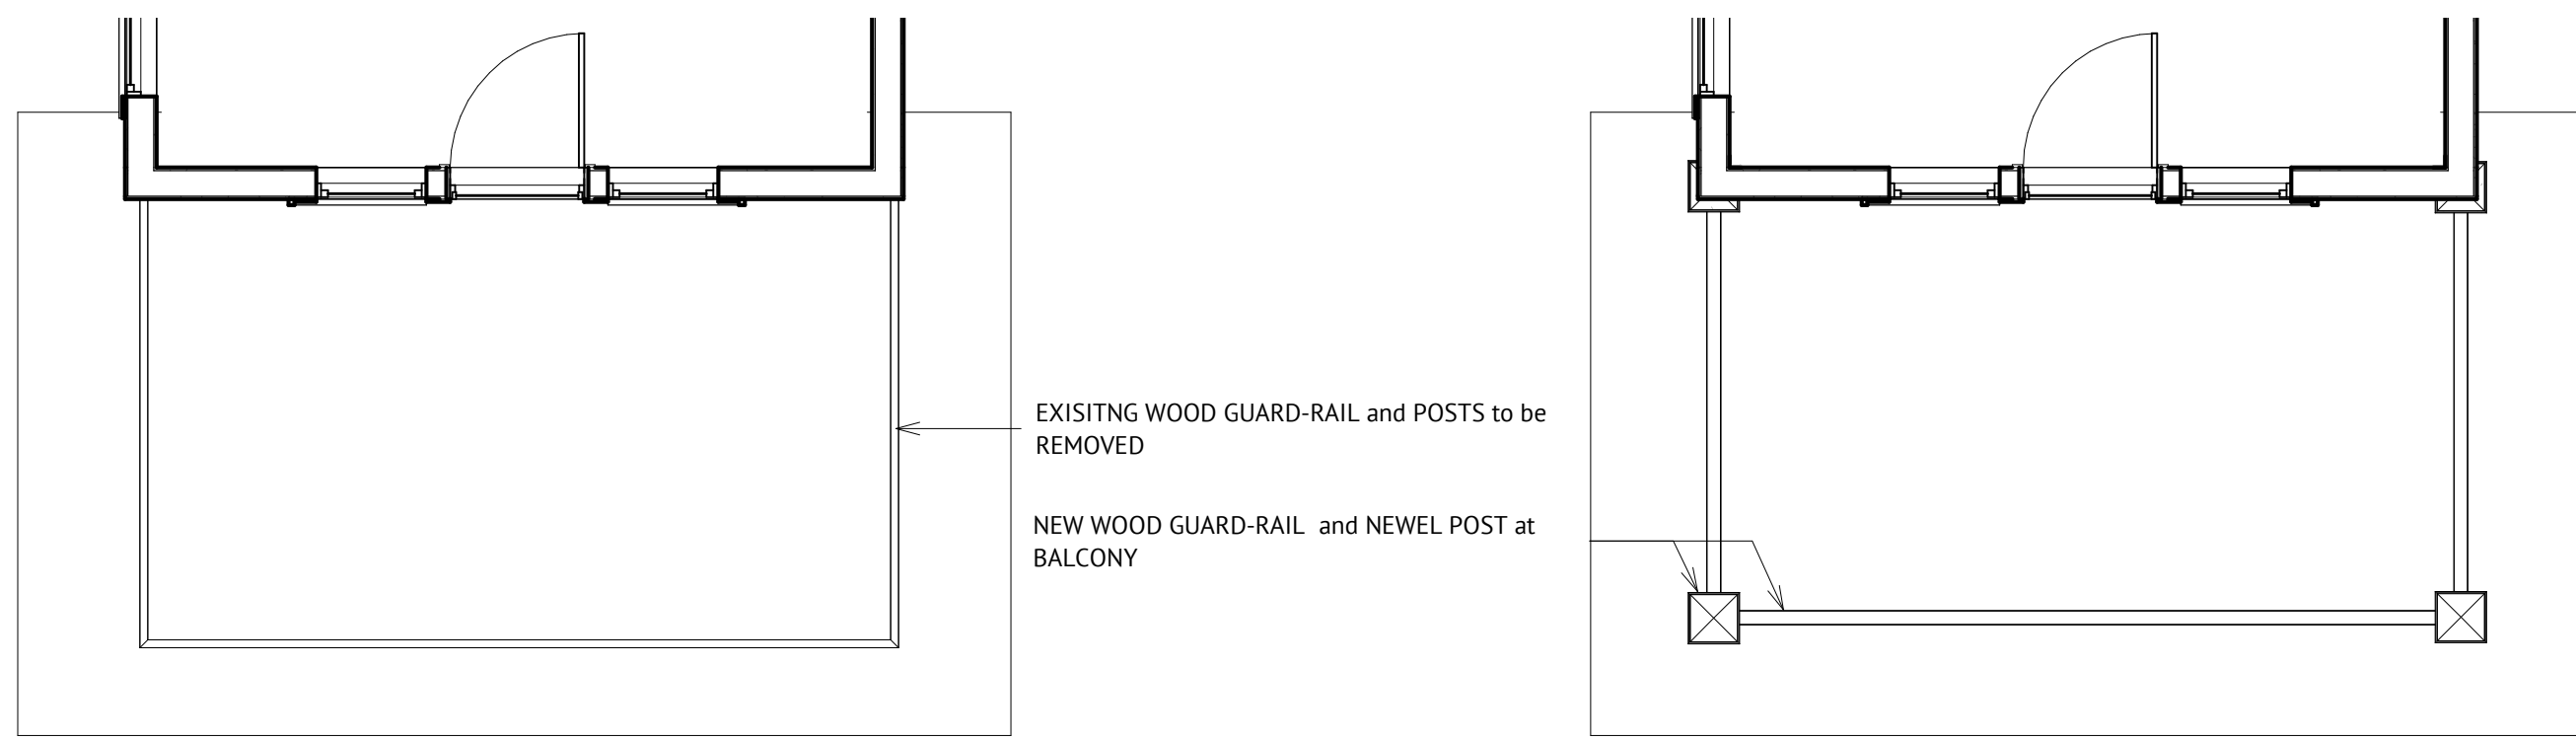 EXISITNG WOOD GUARD-RAIL and POSTS to be
REMOVED
NEW WOOD GUARD-RAIL and NEWEL POST at
BALCONY